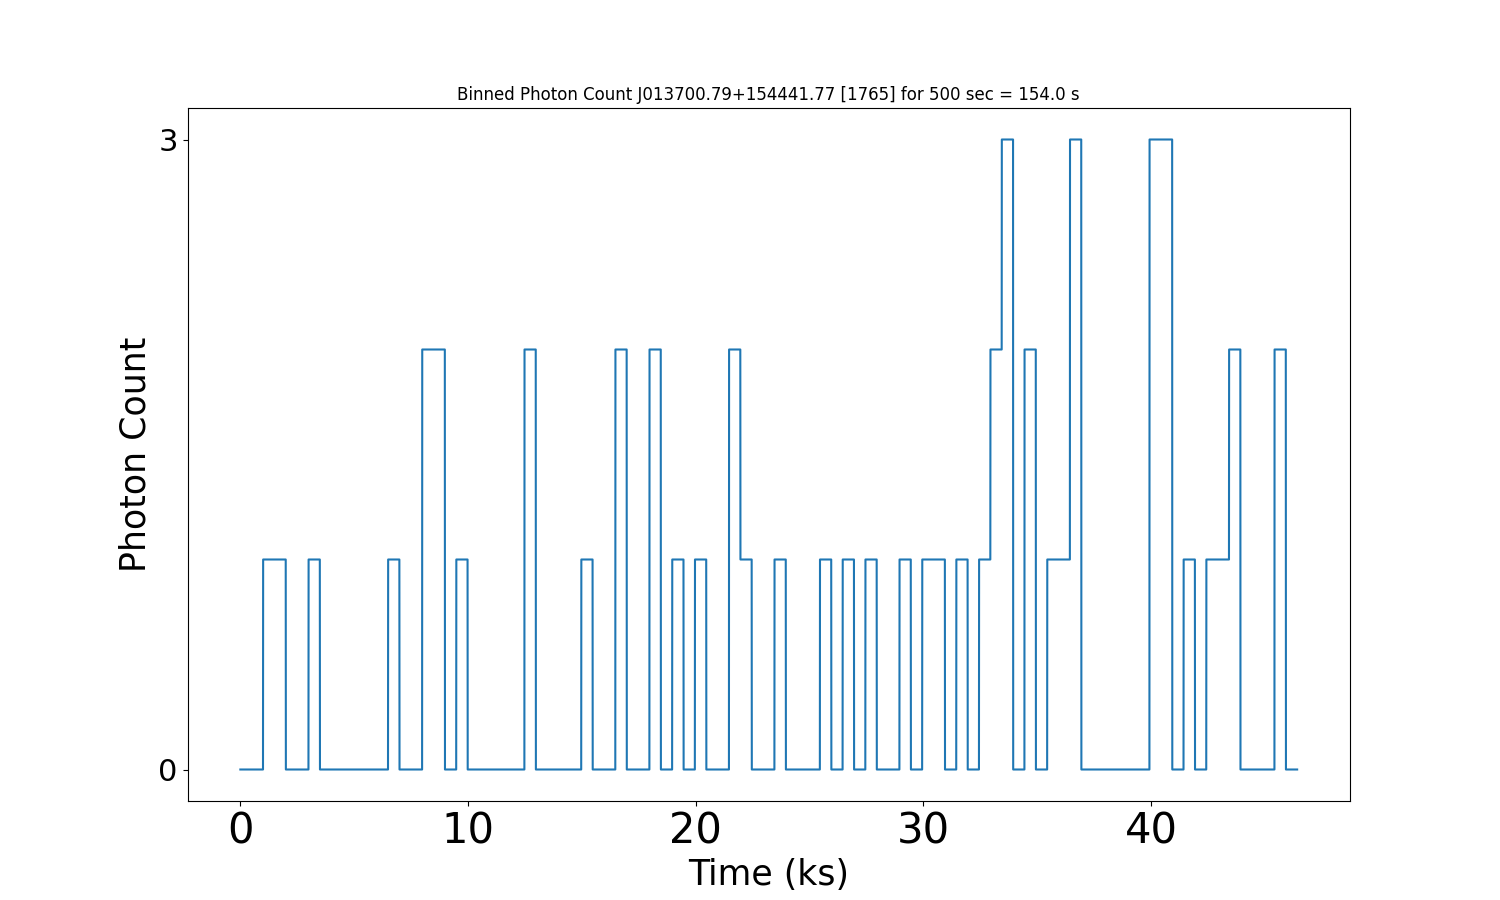 Binned Photon Count J013700.79+154441.77 [1765] for 500 sec = 154.0 s
3
Photon Count
0
0 10 20 30 40
Time (ks)